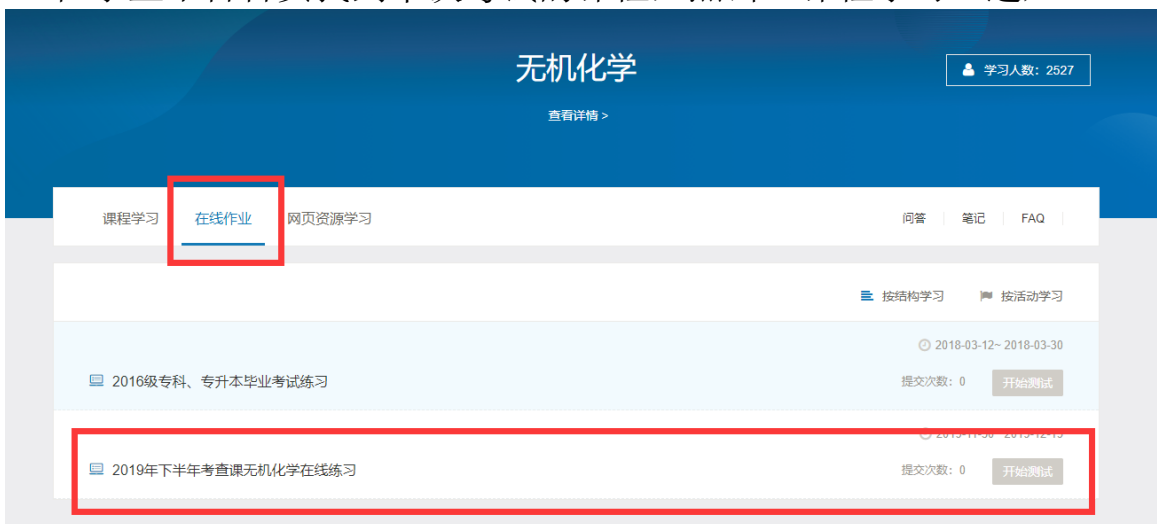 无机化学
学习人数：2527
查看详情 >
课程学习 在线作业 网页资源学习 问答 笔记 FAQ
按结构学习 按活动学习
2018-03-12~ 2018-03-30
2016级专科、专升本毕业考试练习 提交次数：0 开始测试
2019年下半年考查课无机化学在线练习 提交次数：0 开始测试